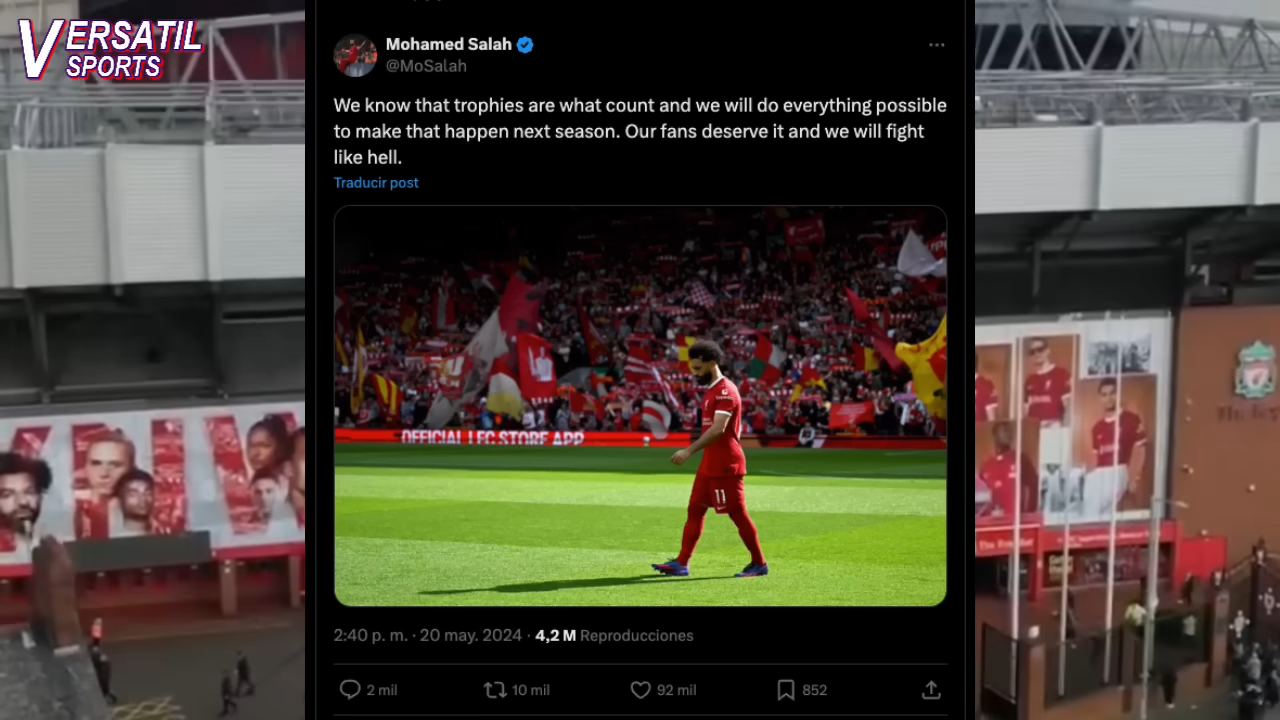 VERSATIL
SPORTS
Mohamed Salah
@MoSalah
We know that trophies are what count and we will do everything possible
to make that happen next season. Our fans deserve it and we will fight
like hell.
Traducir post
OFFICIAL LFC STORE APP
11
2:40 p. m. · 20 may. 2024 · 4,2 M Reproducciones
2 mil
10 mil
92 mil
852